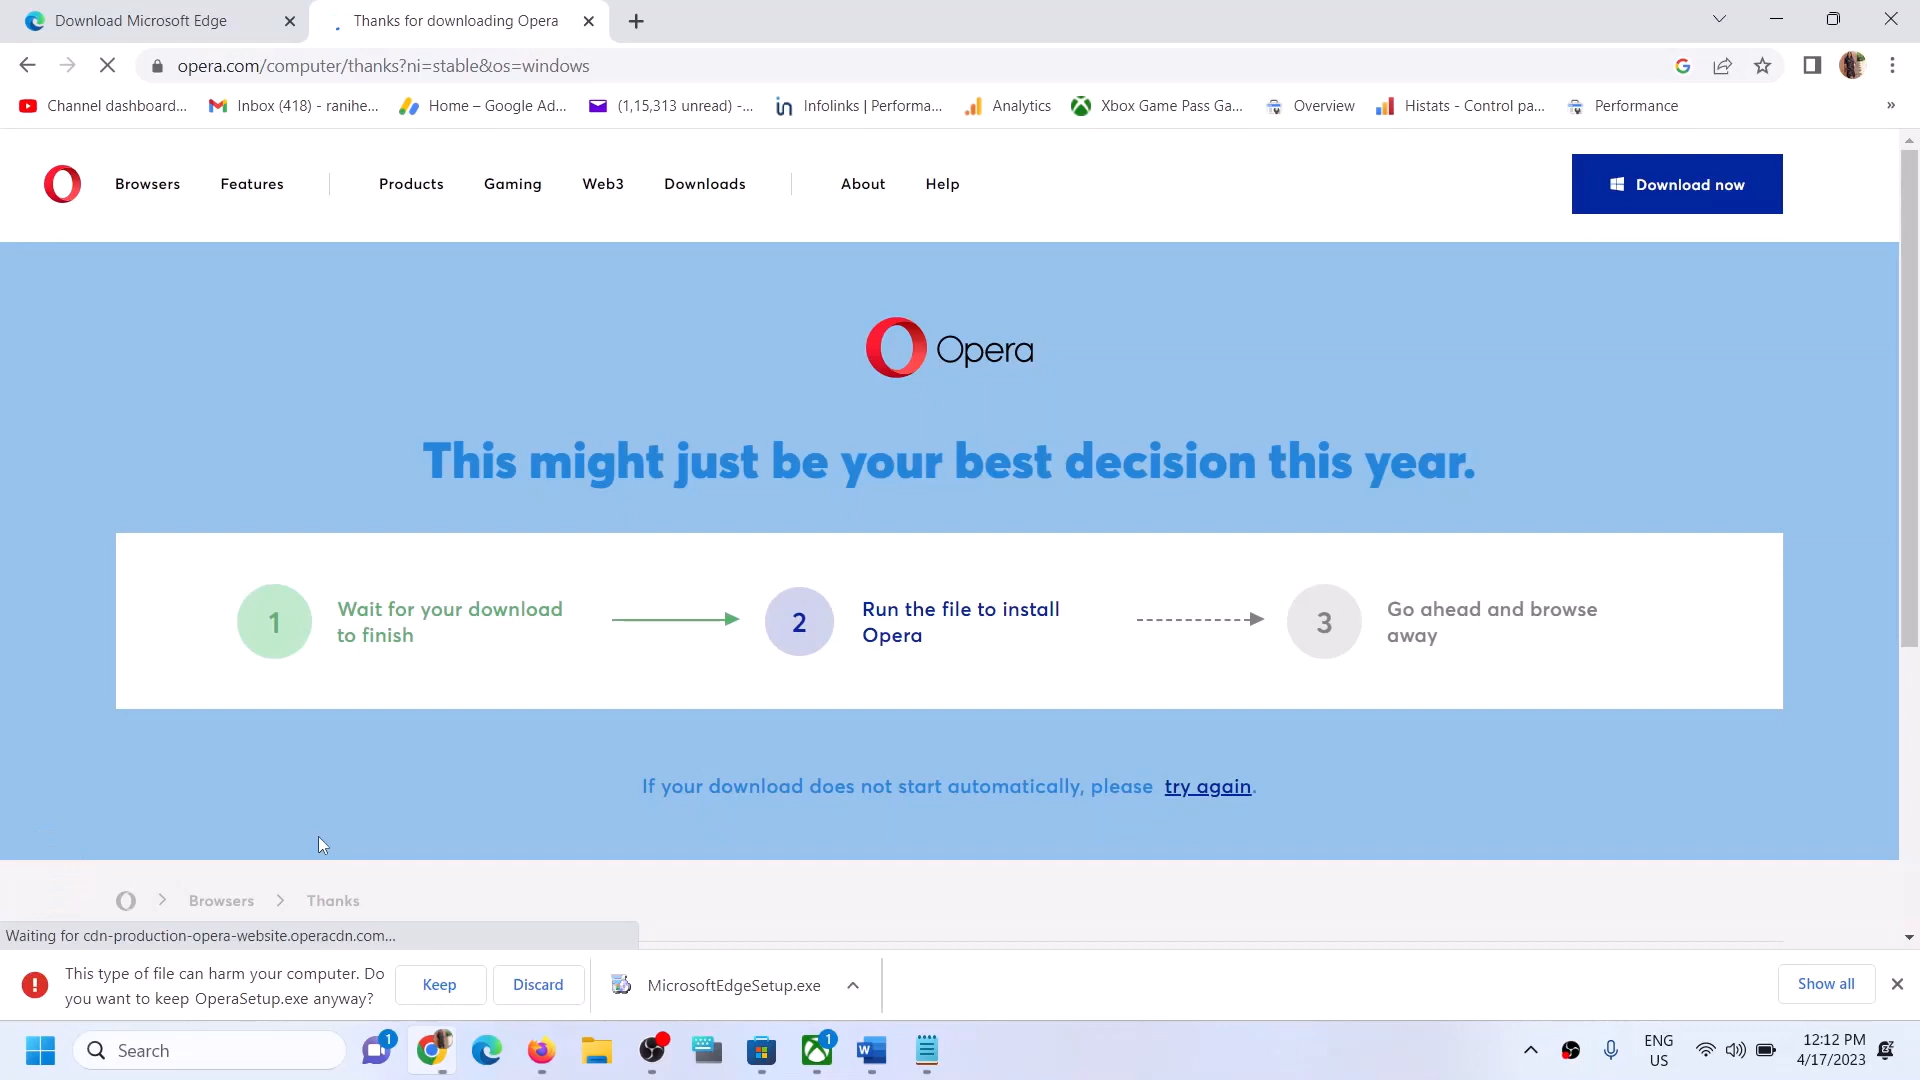 Download Microsoft Edge
Thanks for downloading Opera
opera.com/computer/thanks?ni=stable&os=windows
Channel dashboard...
Inbox (418) - ranihe...
Home – Google Ad...
(1,15,313 unread) -...
Infolinks | Performa...
Analytics
Xbox Game Pass Ga...
Overview
Histats - Control pa...
Performance
»
Browsers
Features
Products
Gaming
Web3
Downloads
About
Help
Download now
Opera
This might just be your best decision this year.
1
Wait for your download
to finish
2
Run the file to install
Opera
3
Go ahead and browse
away
If your download does not start automatically, please try again.
Browsers
Thanks
Waiting for cdn-production-opera-website.operacdn.com...
This type of file can harm your computer. Do
you want to keep OperaSetup.exe anyway?
Keep
Discard
MicrosoftEdgeSetup.exe
Show all
Search
1
1
ENG
US
12:12 PM
4/17/2023